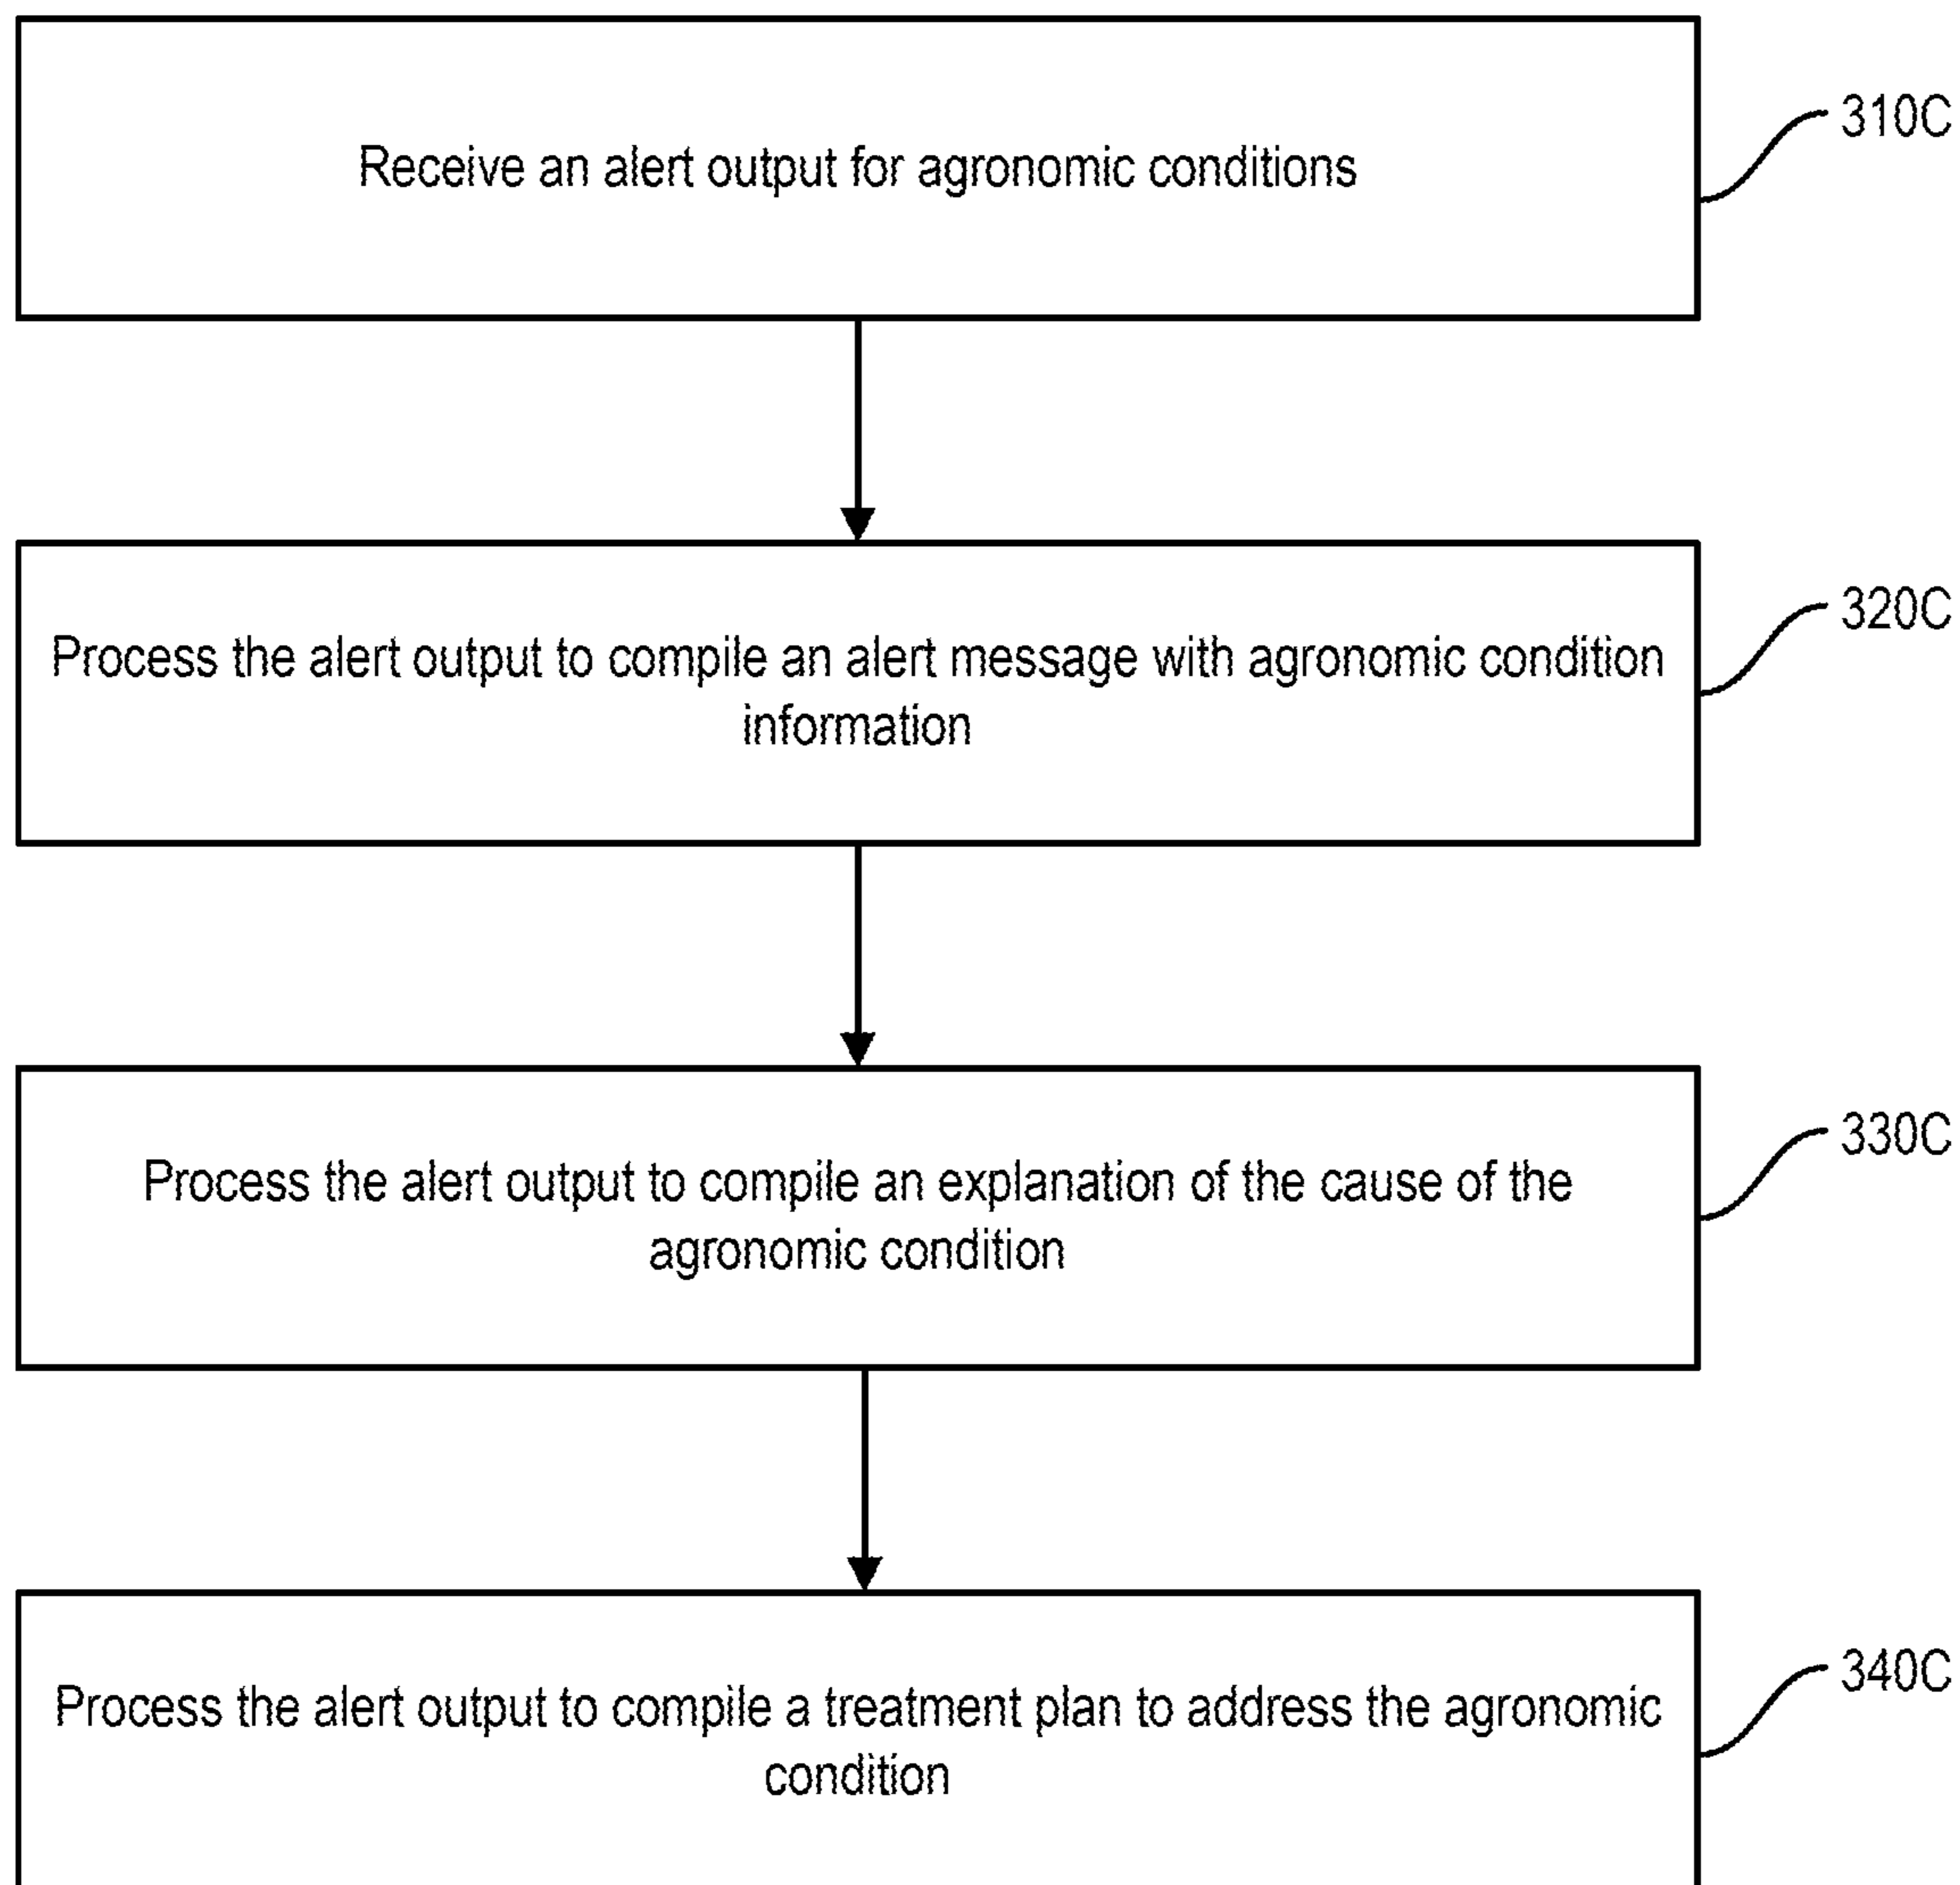 Receive an alert output for agronomic conditions
310C
Process the alert output to compile an alert message with agronomic condition
information
320C
Process the alert output to compile an explanation of the cause of the
agronomic condition
330C
Process the alert output to compile a treatment plan to address the agronomic
condition
340C